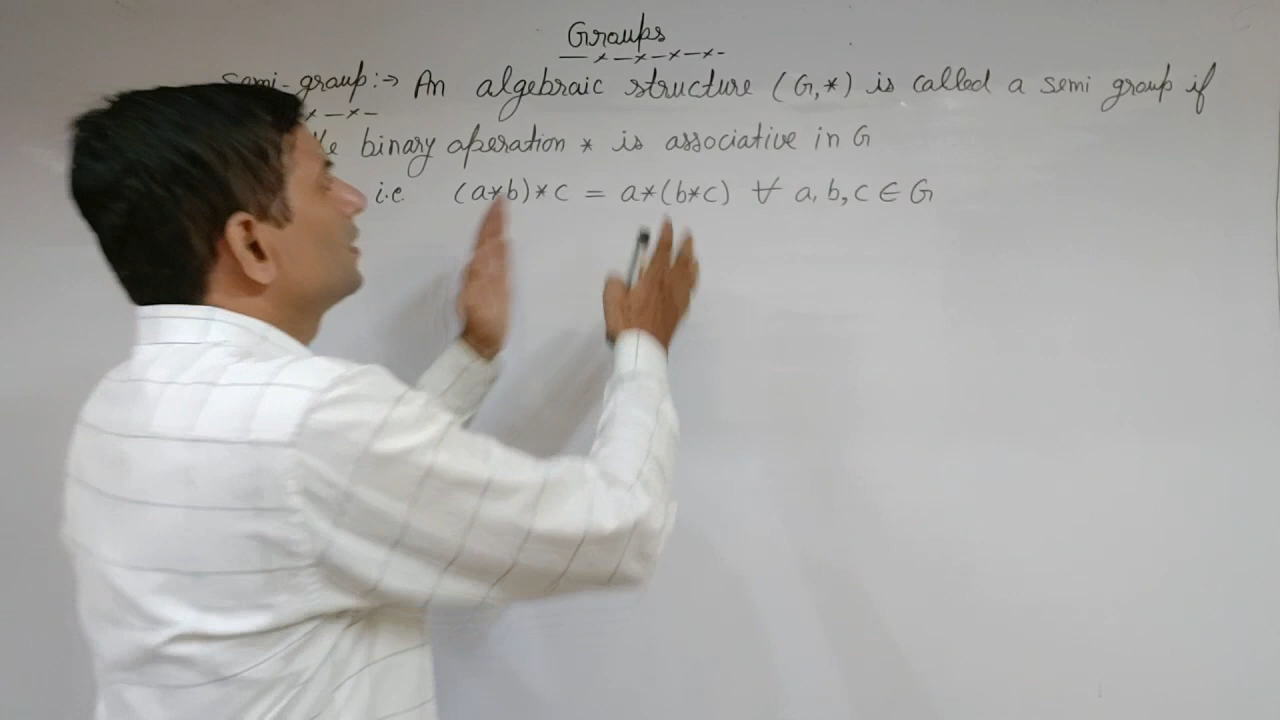 Groups
Semi-group:→ An algebraic structure (G,*) is called a semi group if
binary operation * is associative in G
i.e (a*b)*c = a*(b*c) ∀ a,b,c ∈ G